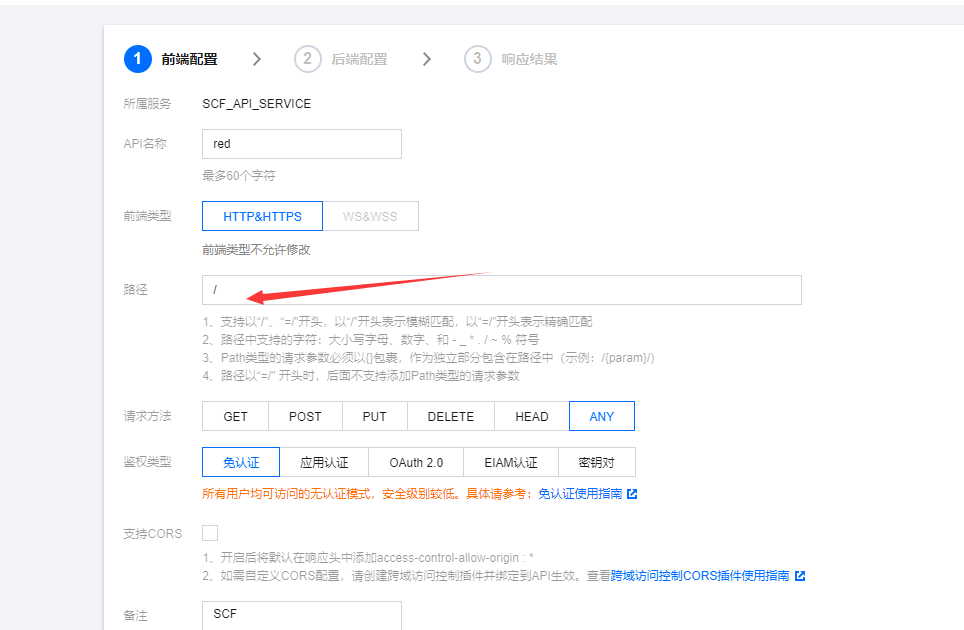 1 前端配置 2 后端配置 3 响应结果
所属服务 SCF_API_SERVICE
API名称 red
最多60个字符
前端类型 HTTP&HTTPS WS&WSS
前端类型不允许修改
路径 /
1、支持以“/”、“=/”开头，以“/”开头表示模糊匹配，以“=/”开头表示精确匹配
2、路径中支持的字符：大小写字母、数字、和 - _ * . / ~ % 符号
3、Path类型的请求参数必须以{}包裹，作为独立部分包含在路径中（示例：/{param}/）
4、路径以“=/” 开头时，后面不支持添加Path类型的请求参数
请求方法 GET POST PUT DELETE HEAD ANY
鉴权类型 免认证 应用认证 OAuth 2.0 EIAM认证 密钥对
所有用户均可访问的无认证模式，安全级别较低。具体请参考：免认证使用指南
支持CORS
1、开启后将默认在响应头中添加access-control-allow-origin : *
2、如需自定义CORS配置，请创建跨域访问控制插件并绑定到API生效。查看跨域访问控制CORS插件使用指南
备注 SCF